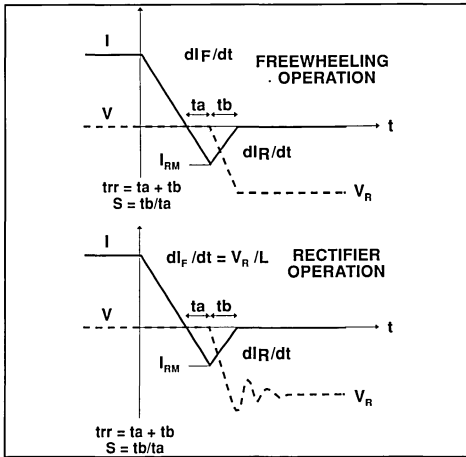 I
dIF/dt
FREEWHEELING
OPERATION
V
ta
tb
t
IRM
dIR/dt
trr = ta + tb
S = tb/ta
VR
I
dIF/dt = VR/L
RECTIFIER
OPERATION
ta
tb
V
t
IRM
dIR/dt
VR
trr = ta + tb
S = tb/ta